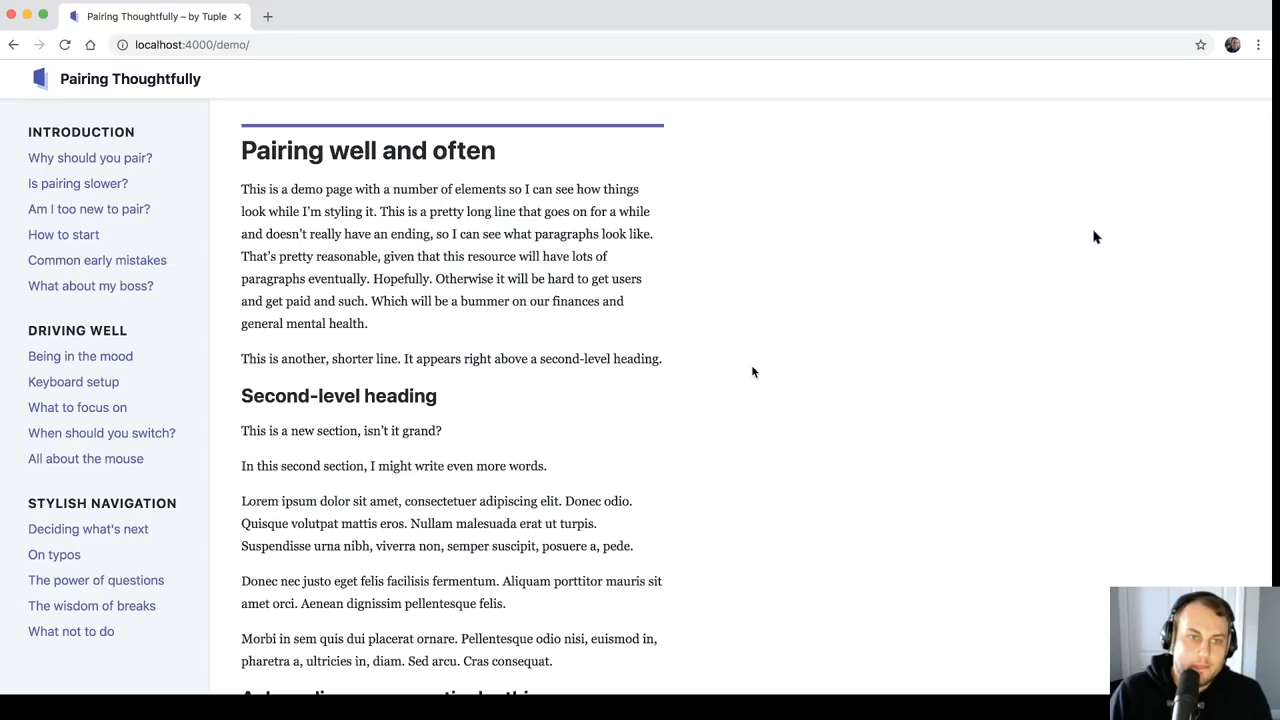 Pairing Thoughtfully – by Tuple
localhost:4000/demo/
Pairing Thoughtfully
INTRODUCTION
Why should you pair?
Is pairing slower?
Am I too new to pair?
How to start
Common early mistakes
What about my boss?
DRIVING WELL
Being in the mood
Keyboard setup
What to focus on
When should you switch?
All about the mouse
STYLISH NAVIGATION
Deciding what's next
On typos
The power of questions
The wisdom of breaks
What not to do
Pairing well and often
This is a demo page with a number of elements so I can see how things
look while I’m styling it. This is a pretty long line that goes on for a while
and doesn’t really have an ending, so I can see what paragraphs look like.
That’s pretty reasonable, given that this resource will have lots of
paragraphs eventually. Hopefully. Otherwise it will be hard to get users
and get paid and such. Which will be a bummer on our finances and
general mental health.
This is another, shorter line. It appears right above a second-level heading.
Second-level heading
This is a new section, isn’t it grand?
In this second section, I might write even more words.
Lorem ipsum dolor sit amet, consectetuer adipiscing elit. Donec odio.
Quisque volutpat mattis eros. Nullam malesuada erat ut turpis.
Suspendisse urna nibh, viverra non, semper suscipit, posuere a, pede.
Donec nec justo eget felis facilisis fermentum. Aliquam porttitor mauris sit
amet orci. Aenean dignissim pellentesque felis.
Morbi in sem quis dui placerat ornare. Pellentesque odio nisi, euismod in,
pharetra a, ultricies in, diam. Sed arcu. Cras consequat.